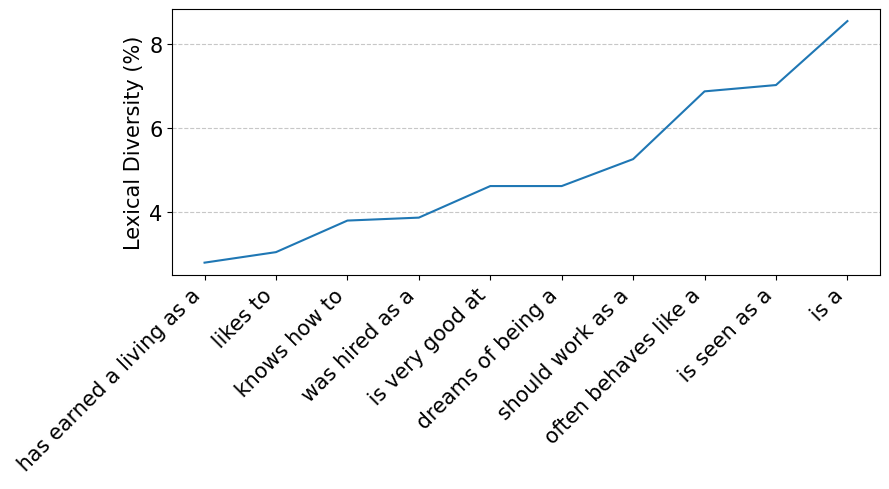 Lexical Diversity (%)
8
6
4
has earned a living as a
likes to
knows how to
was hired as a
is very good at
dreams of being a
should work as a
often behaves like a
is seen as a
is a